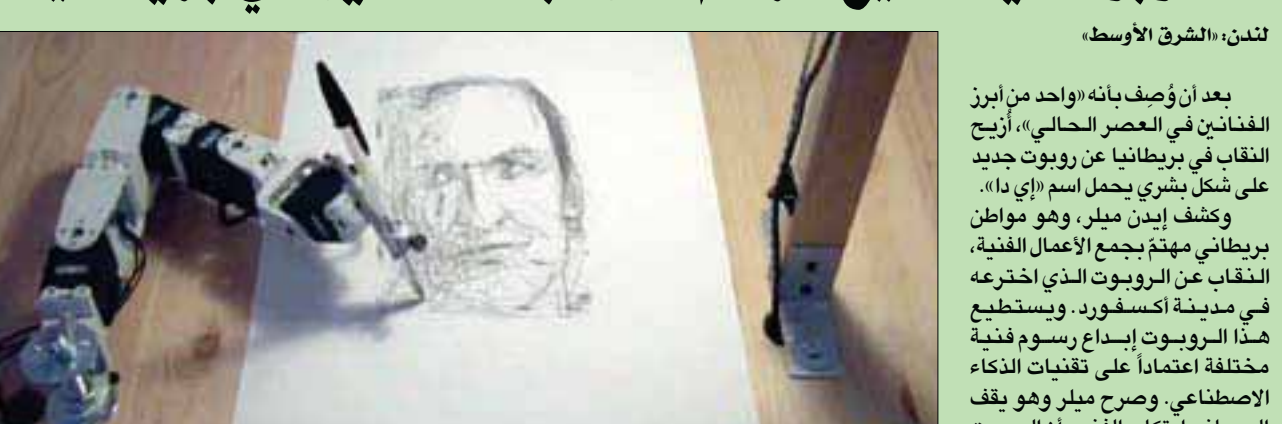 لندن: «الشرق الأوسط»
بعد أن وُصِف بأنه «واحد من أبرز
الفنانين في العصر الحالي»، أُزيح
النقاب في بريطانيا عن روبوت جديد
على شكل بشري يحمل اسم «إي دا».
وكشف إيدن ميلر، وهو مواطن
بريطاني مهتمّ بجمع الأعمال الفنية،
النقاب عن الروبوت الذي اخترعه
في مدينة أكسفورد. ويستطيع
هذا الروبوت إبداع رسوم فنية
مختلفة اعتماداً على تقنيات الذكاء
الاصطناعي. وصرح ميلر وهو يقف